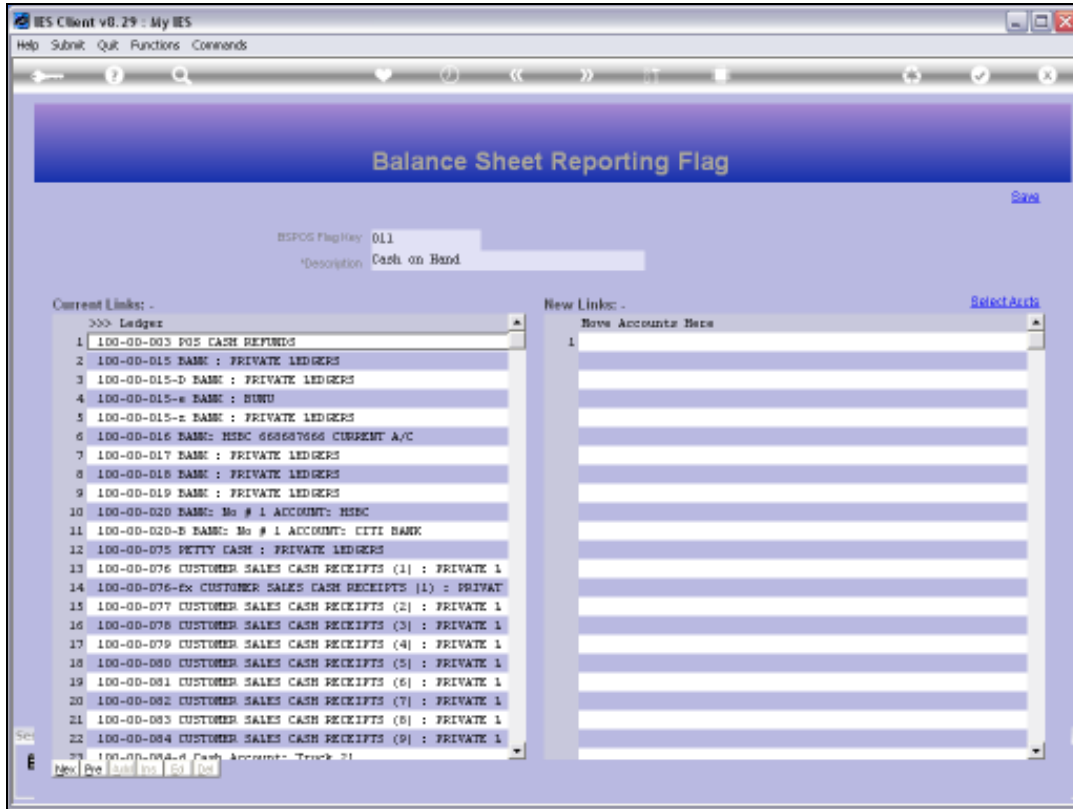 IES Client v8.29 : My IES
Help Submit Quit Functions Commands
Balance Sheet Reporting Flag
Save
BSPOS Flag Key 011
*Description Cash on Hand
Current Links: -
New Links: -
Select Accts
>>> Ledger
Move Accounts Here
1 100-00-003 POS CASH REFUNDS
1
2 100-00-015 BANK : PRIVATE LEDGERS
3 100-00-015-D BANK : PRIVATE LEDGERS
4 100-00-015-e BANK : BUNU
5 100-00-015-z BANK : PRIVATE LEDGERS
6 100-00-016 BANK: HSBC 668687666 CURRENT A/C
7 100-00-017 BANK : PRIVATE LEDGERS
8 100-00-018 BANK : PRIVATE LEDGERS
9 100-00-019 BANK : PRIVATE LEDGERS
10 100-00-020 BANK: No # 1 ACCOUNT: HSBC
11 100-00-020-B BANK: No # 1 ACCOUNT: CITI BANK
12 100-00-075 PETTY CASH : PRIVATE LEDGERS
13 100-00-076 CUSTOMER SALES CASH RECEIPTS (1) : PRIVATE L
14 100-00-076-fx CUSTOMER SALES CASH RECEIPTS (1) : PRIVAT
15 100-00-077 CUSTOMER SALES CASH RECEIPTS (2) : PRIVATE L
16 100-00-078 CUSTOMER SALES CASH RECEIPTS (3) : PRIVATE L
17 100-00-079 CUSTOMER SALES CASH RECEIPTS (4) : PRIVATE L
18 100-00-080 CUSTOMER SALES CASH RECEIPTS (5) : PRIVATE L
19 100-00-081 CUSTOMER SALES CASH RECEIPTS (6) : PRIVATE L
20 100-00-082 CUSTOMER SALES CASH RECEIPTS (7) : PRIVATE L
21 100-00-083 CUSTOMER SALES CASH RECEIPTS (8) : PRIVATE L
22 100-00-084 CUSTOMER SALES CASH RECEIPTS (9) : PRIVATE L
23 100-00-084-d Cash Account: Truck 21
Nex Pre Add Ins Ed Del